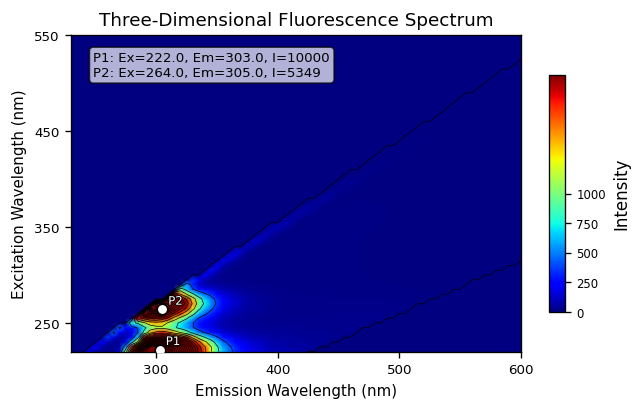 Three-Dimensional Fluorescence Spectrum
P1: Ex=222.0, Em=303.0, I=10000
P2: Ex=264.0, Em=305.0, I=5349
550
450
350
250
Excitation Wavelength (nm)
P2
P1
300
400
500
600
Emission Wavelength (nm)
1000
750
500
250
0
Intensity